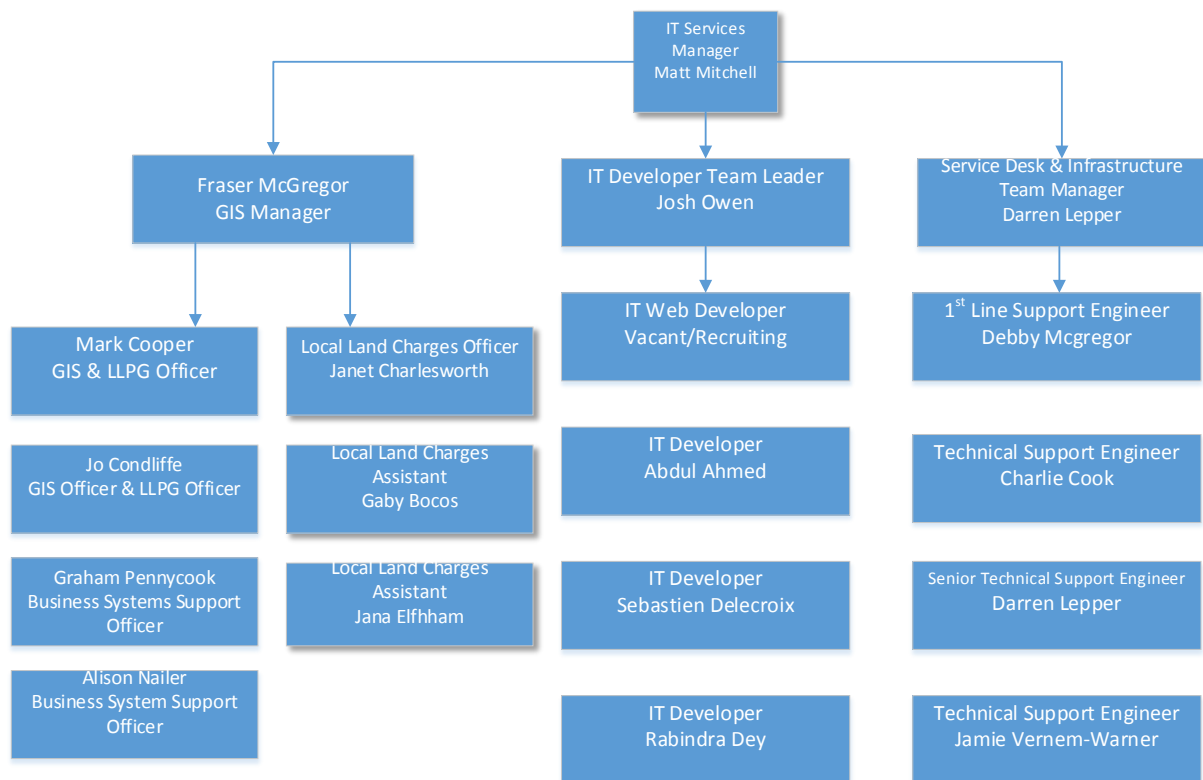 IT Services
Manager
Matt Mitchell
Fraser McGregor
GIS Manager
IT Developer Team Leader
Josh Owen
Service Desk & Infrastructure
Team Manager
Darren Lepper
Mark Cooper
GIS & LLPG Officer
Local Land Charges Officer
Janet Charlesworth
IT Web Developer
Vacant/Recruiting
1st Line Support Engineer
Debby Mcgregor
Jo Condliffe
GIS Officer & LLPG Officer
Local Land Charges
Assistant
Gaby Bocos
IT Developer
Abdul Ahmed
Technical Support Engineer
Charlie Cook
Graham Pennycook
Business Systems Support
Officer
Local Land Charges
Assistant
Jana Elfhham
IT Developer
Sebastien Delecroix
Senior Technical Support Engineer
Darren Lepper
Alison Nailer
Business System Support
Officer
IT Developer
Rabindra Dey
Technical Support Engineer
Jamie Vernem-Warner